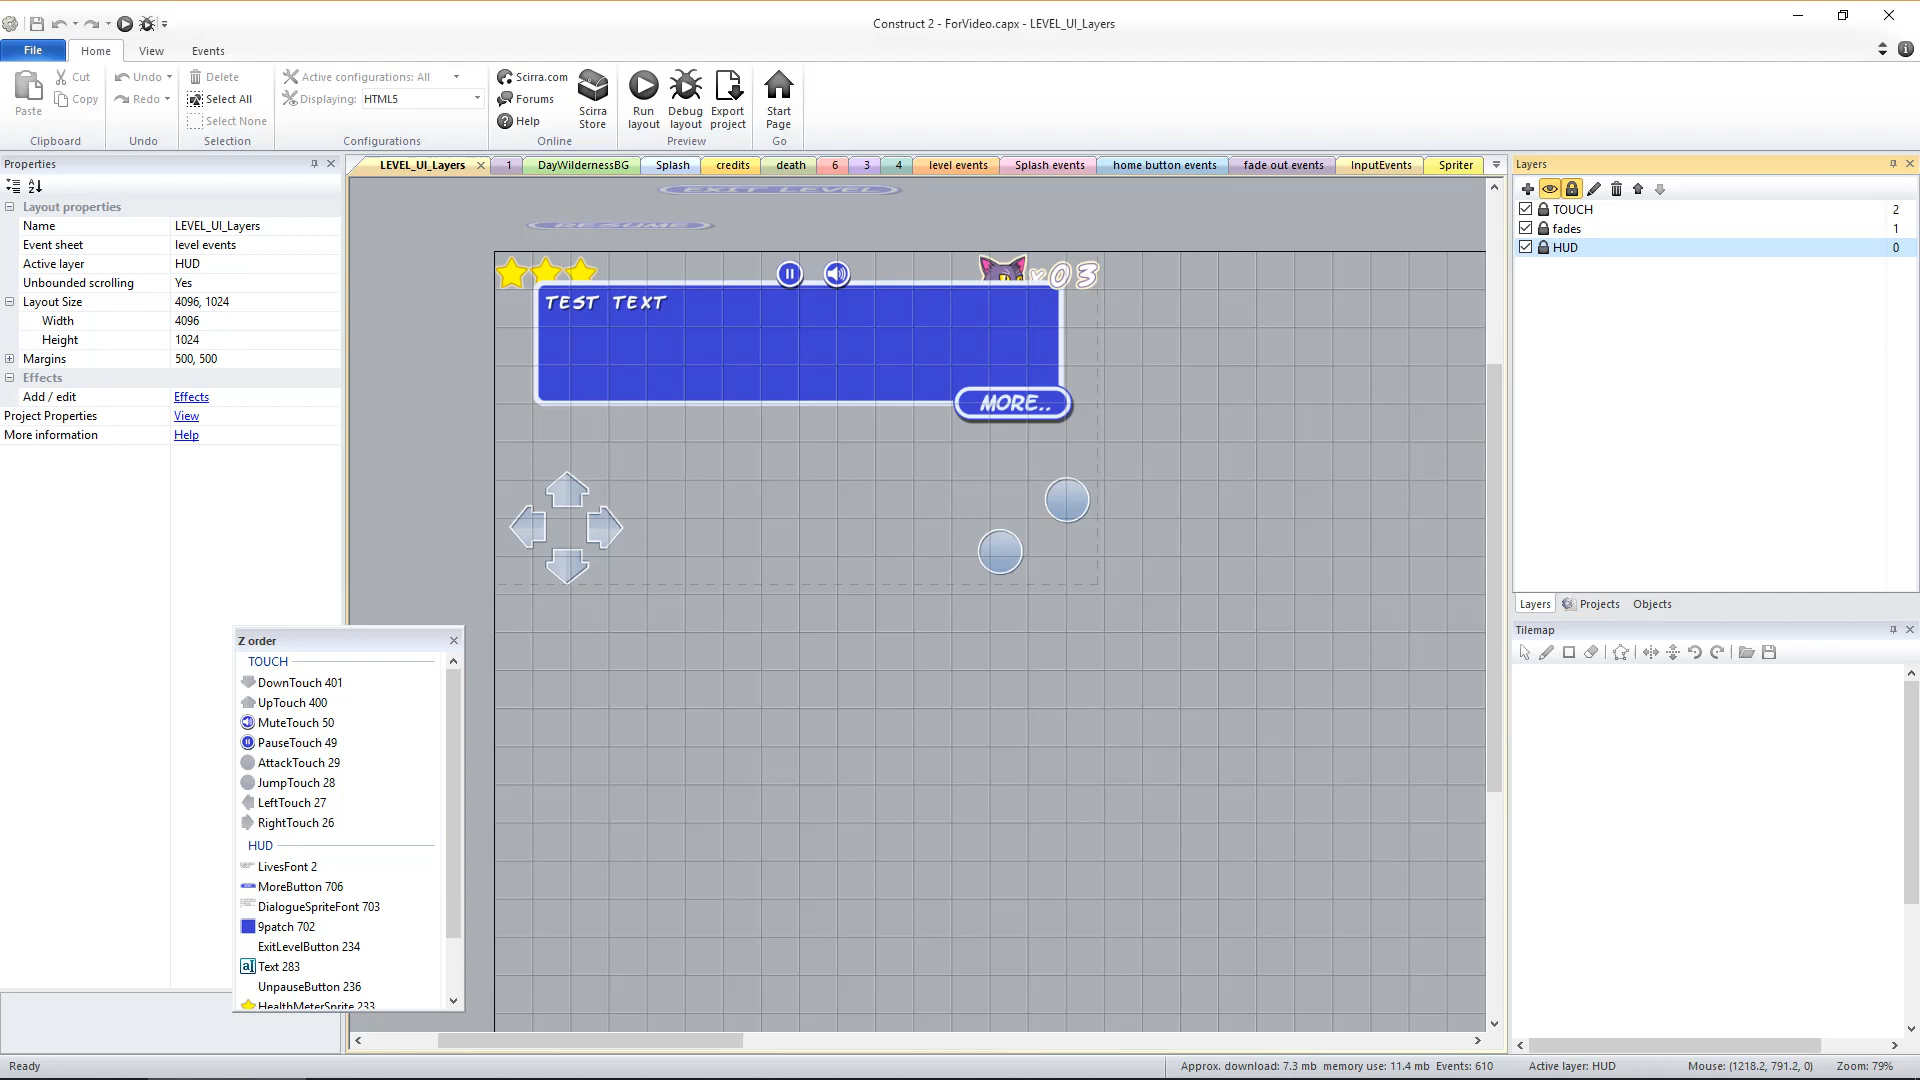 Construct 2 - ForVideo.capx - LEVEL_UI_Layers
File
Home
View
Events
Paste
Cut
Copy
Clipboard
Undo
Redo
Undo
Delete
Select All
Select None
Selection
Active configurations: All
Displaying: HTML5
Configurations
Scirra.com
Forums
Help
Scirra Store
Online
Run layout
Debug layout
Export project
Preview
Start Page
Go
Properties
LEVEL_UI_Layers
1
DayWildernessBG
Splash
credits
death
6
3
4
level events
Splash events
home button events
fade out events
InputEvents
Spriter
Layout properties
Name LEVEL_UI_Layers
Event sheet level events
Active layer HUD
Unbounded scrolling Yes
Layout Size 4096, 1024
Width 4096
Height 1024
Margins 500, 500
Effects
Add / edit Effects
Project Properties View
More information Help
EXIT LEVEL
RESUME
03
TEST TEXT
MORE..
Z order
TOUCH
DownTouch 401
UpTouch 400
MuteTouch 50
PauseTouch 49
AttackTouch 29
JumpTouch 28
LeftTouch 27
RightTouch 26
HUD
LivesFont 2
MoreButton 706
DialogueSpriteFont 703
9patch 702
ExitLevelButton 234
Text 283
UnpauseButton 236
HealthMeterSprite 233
Layers
TOUCH 2
fades 1
HUD 0
Layers
Projects
Objects
Tilemap
Ready
Approx. download: 7.3 mb memory use: 11.4 mb Events: 610
Active layer: HUD
Mouse: (1218.2, 791.2, 0)
Zoom: 79%